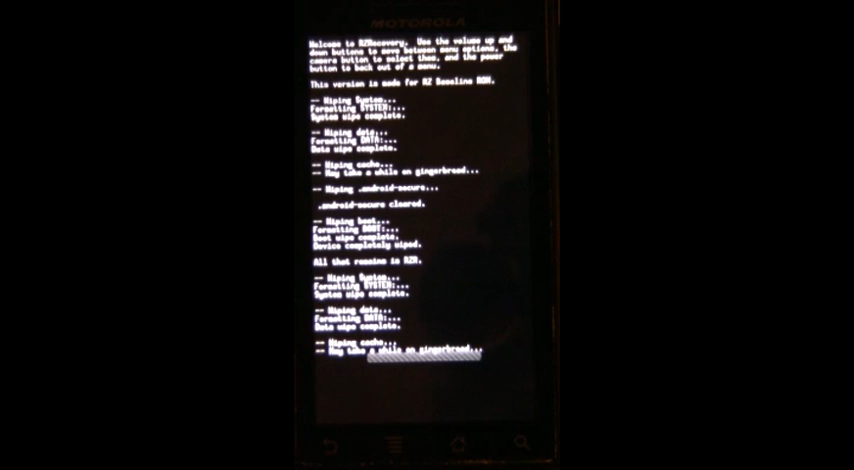 MOTOROLA
Welcome to RZRecovery. Use the volume up and
down buttons to move between menu options, the
camera button to select them, and the power
button to back out of a menu.
This version is made for RZ Baseline ROM.
-- Wiping System...
Formatting SYSTEM:...
System wipe complete.
-- Wiping data...
Formatting DATA:...
Data wipe complete.
-- Wiping cache...
-- May take a while on gingerbread...
-- Wiping .android-secure...
.android-secure cleared.
-- Wiping boot...
Formatting BOOT:...
Boot wipe complete.
Device completely wiped.
All that remains is RZR.
-- Wiping System...
Formatting SYSTEM:...
System wipe complete.
-- Wiping data...
Formatting DATA:...
Data wipe complete.
-- Wiping cache...
-- May take a while on gingerbread...